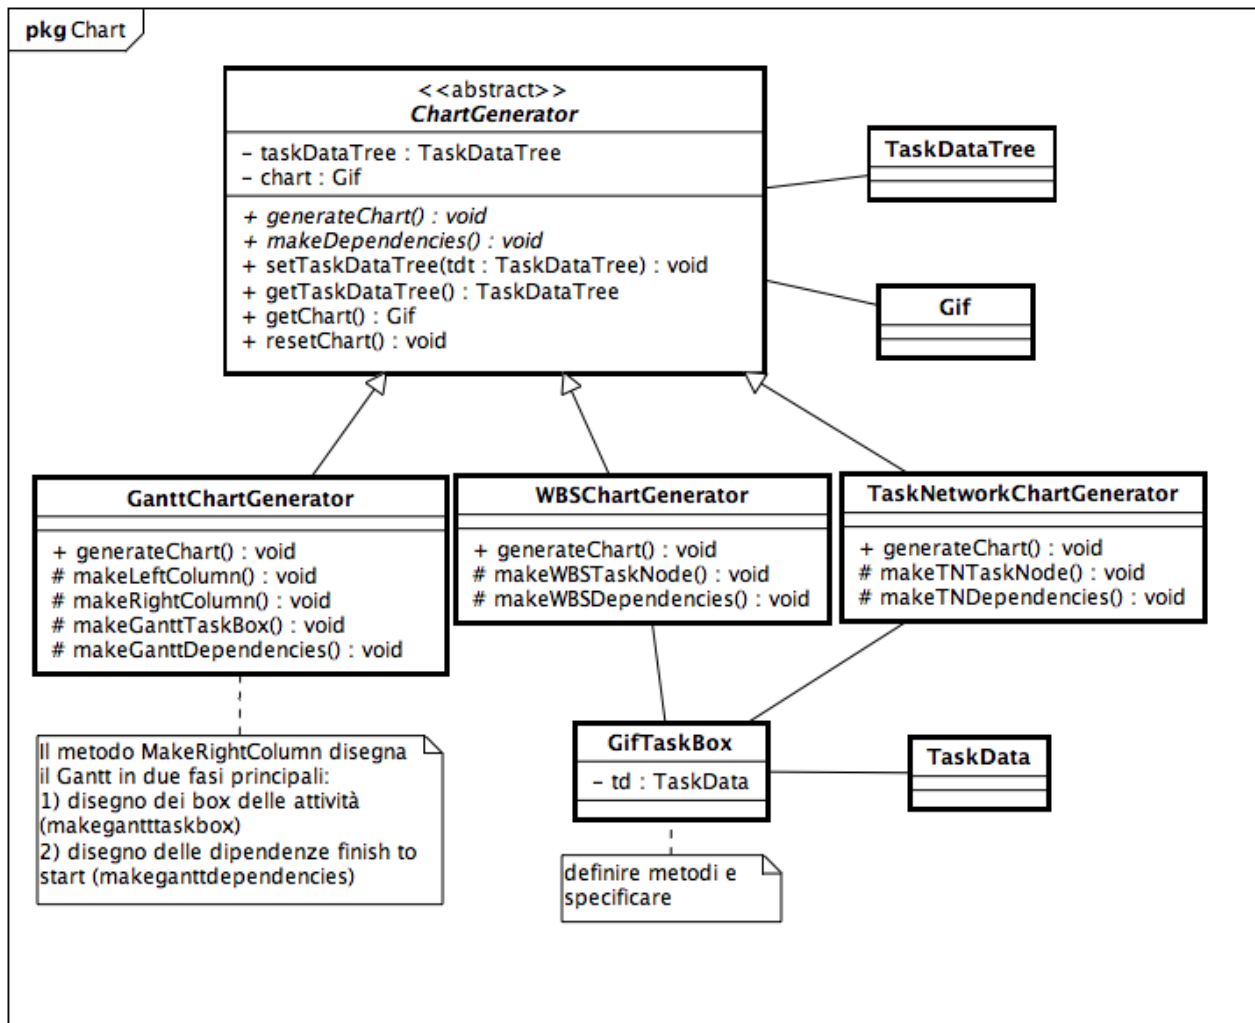 pkg Chart
<<abstract>>
ChartGenerator
– taskDataTree : TaskDataTree
– chart : Gif
+ generateChart() : void
+ makeDependencies() : void
+ setTaskDataTree(tdt : TaskDataTree) : void
+ getTaskDataTree() : TaskDataTree
+ getChart() : Gif
+ resetChart() : void
TaskDataTree
Gif
GanttChartGenerator
+ generateChart() : void
# makeLeftColumn() : void
# makeRightColumn() : void
# makeGanttTaskBox() : void
# makeGanttDependencies() : void
WBSChartGenerator
+ generateChart() : void
# makeWBSTaskNode() : void
# makeWBSDependencies() : void
TaskNetworkChartGenerator
+ generateChart() : void
# makeTNTaskNode() : void
# makeTNDependencies() : void
Il metodo MakeRightColumn disegna
il Gantt in due fasi principali:
1) disegno dei box delle attività
(makegantttaskbox)
2) disegno delle dipendenze finish to
start (makeganttdependencies)
GifTaskBox
– td : TaskData
TaskData
definire metodi e
specificare